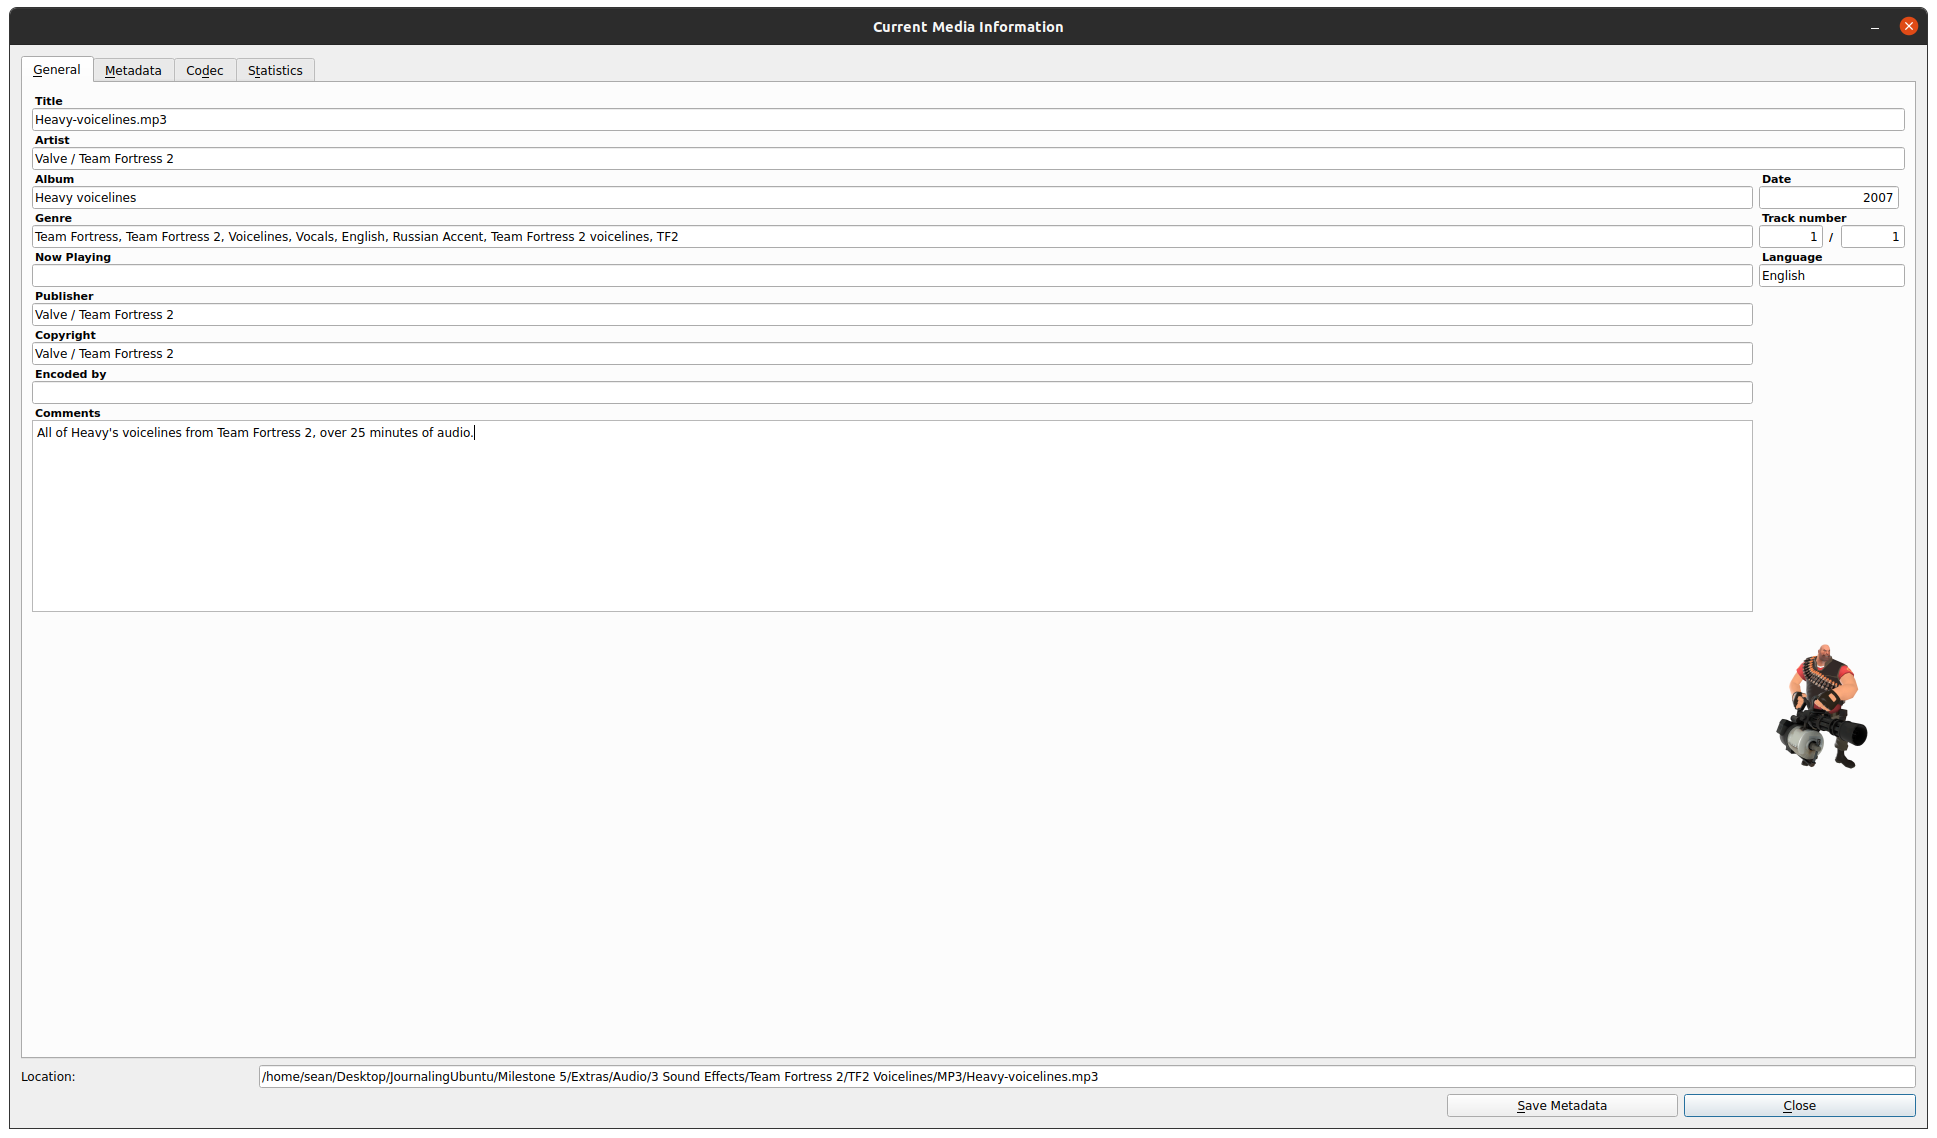 Current Media Information
General Metadata Codec Statistics
Title
Heavy-voicelines.mp3
Artist
Valve / Team Fortress 2
Album Date
Heavy voicelines 2007
Genre Track number
Team Fortress, Team Fortress 2, Voicelines, Vocals, English, Russian Accent, Team Fortress 2 voicelines, TF2 1 / 1
Now Playing Language
English
Publisher
Valve / Team Fortress 2
Copyright
Valve / Team Fortress 2
Encoded by
Comments
All of Heavy's voicelines from Team Fortress 2, over 25 minutes of audio.
Location: /home/sean/Desktop/JournalingUbuntu/Milestone 5/Extras/Audio/3 Sound Effects/Team Fortress 2/TF2 Voicelines/MP3/Heavy-voicelines.mp3
Save Metadata Close